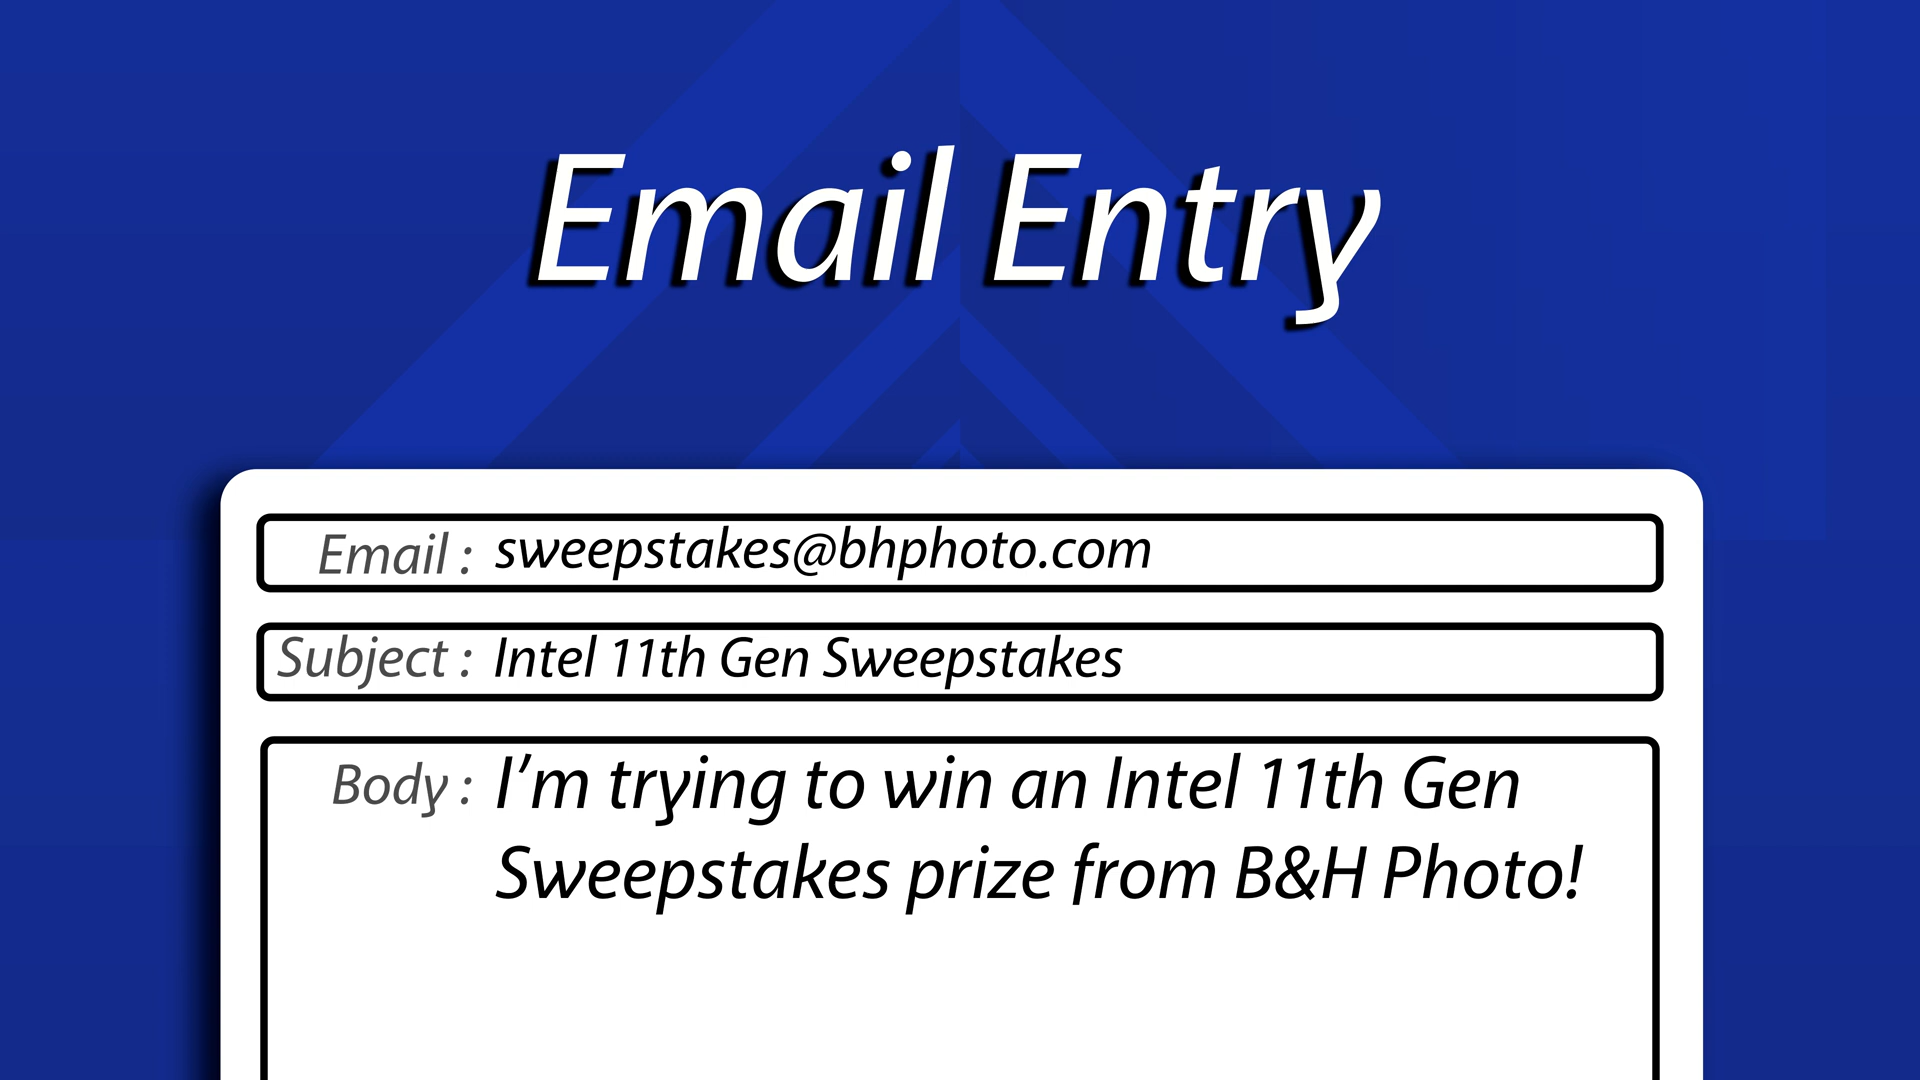 Email Entry
Email : sweepstakes@bhphoto.com
Subject : Intel 11th Gen Sweepstakes
Body : I'm trying to win an Intel 11th Gen
Sweepstakes prize from B&H Photo!